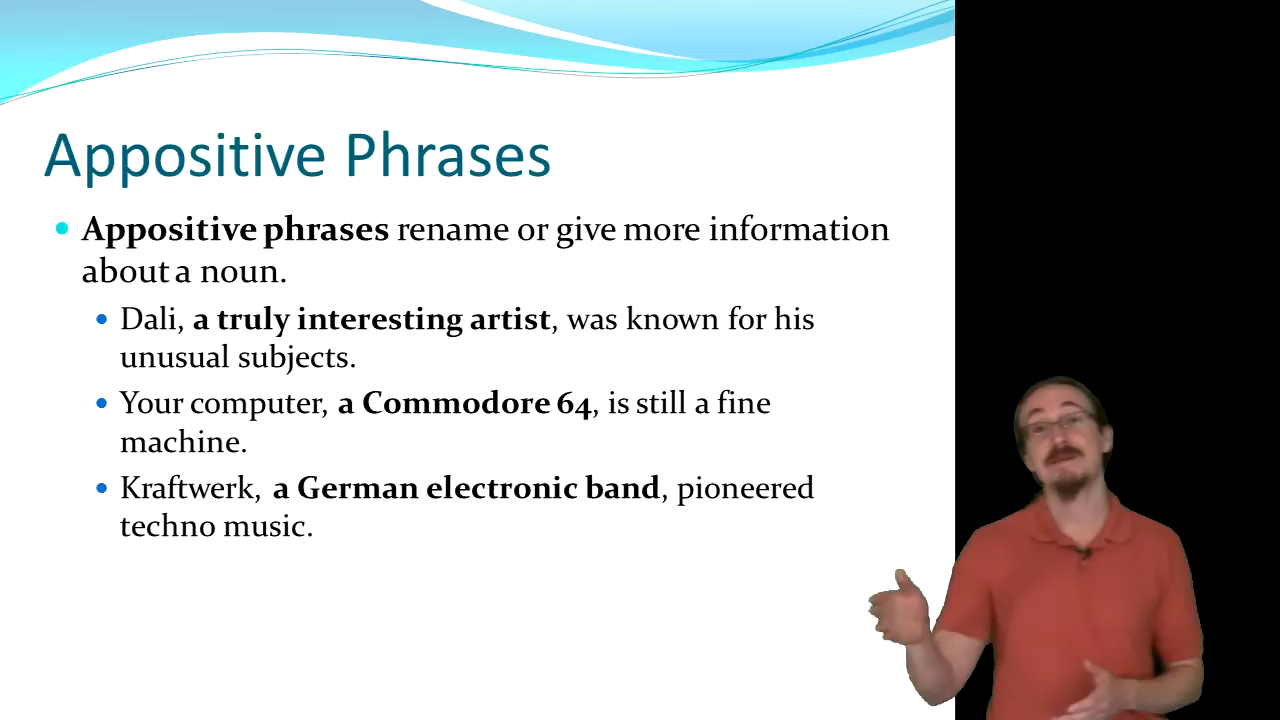 Appositive Phrases
Appositive phrases rename or give more information
about a noun.
Dali, a truly interesting artist, was known for his
unusual subjects.
Your computer, a Commodore 64, is still a fine
machine.
Kraftwerk, a German electronic band, pioneered
techno music.